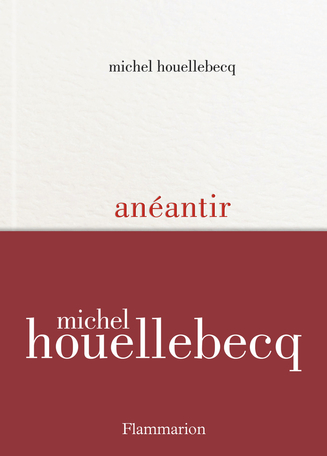 michel houellebecq
anéantir
michel
houellebecq
Flammarion